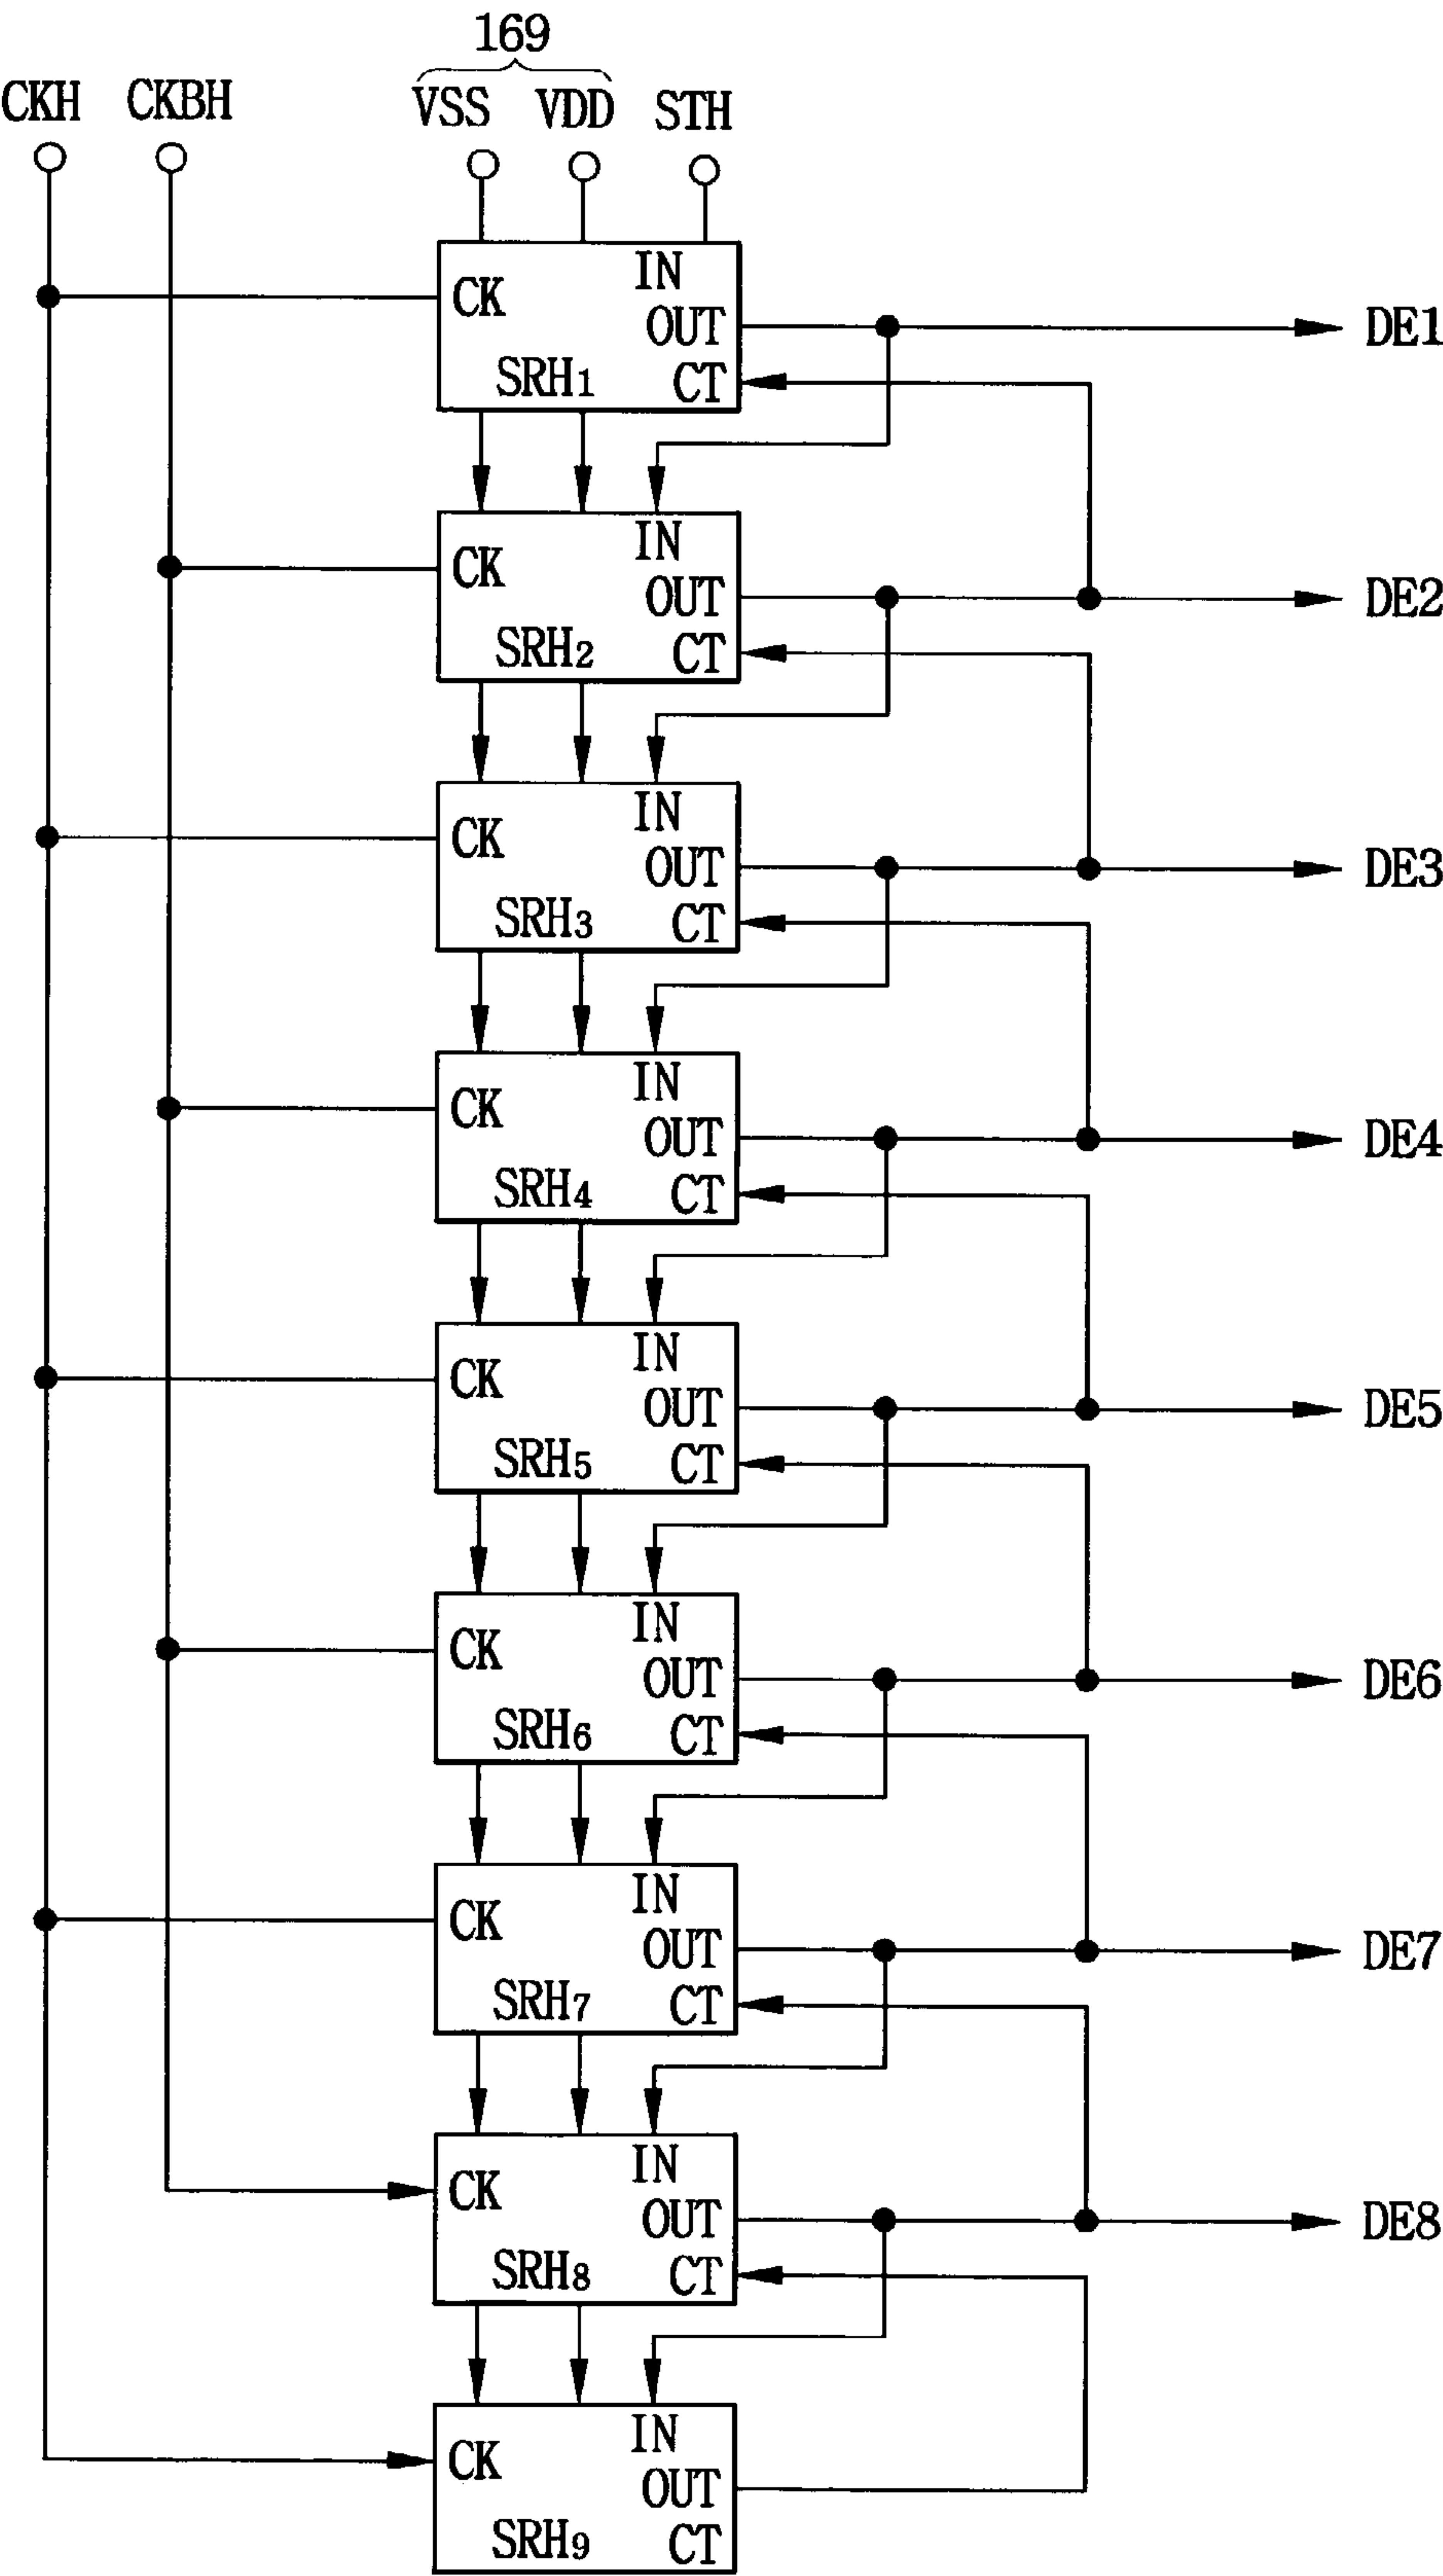 169
CKH CKBH VSS VDD STH
IN
CK
OUT DE1
SRH1 CT
IN
CK
OUT DE2
SRH2 CT
IN
CK
OUT DE3
SRH3 CT
IN
CK
OUT DE4
SRH4 CT
IN
CK
OUT DE5
SRH5 CT
IN
CK
OUT DE6
SRH6 CT
IN
CK
OUT DE7
SRH7 CT
IN
CK
OUT DE8
SRH8 CT
IN
CK
OUT
SRH9 CT